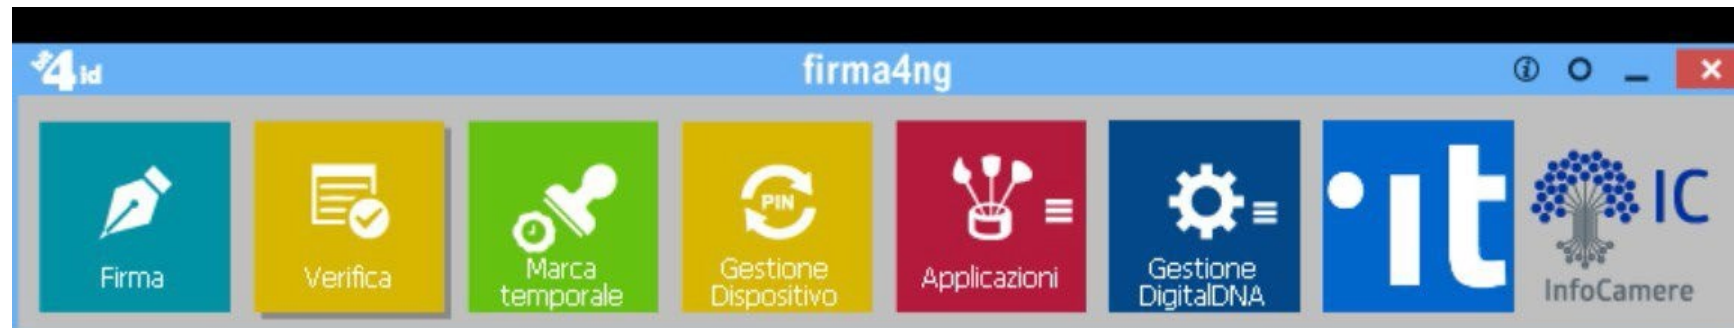 4id
firma4ng
Firma
Verifica
Marca
temporale
PIN
Gestione
Dispositivo
Applicazioni
Gestione
DigitalDNA
it
IC
InfoCamere